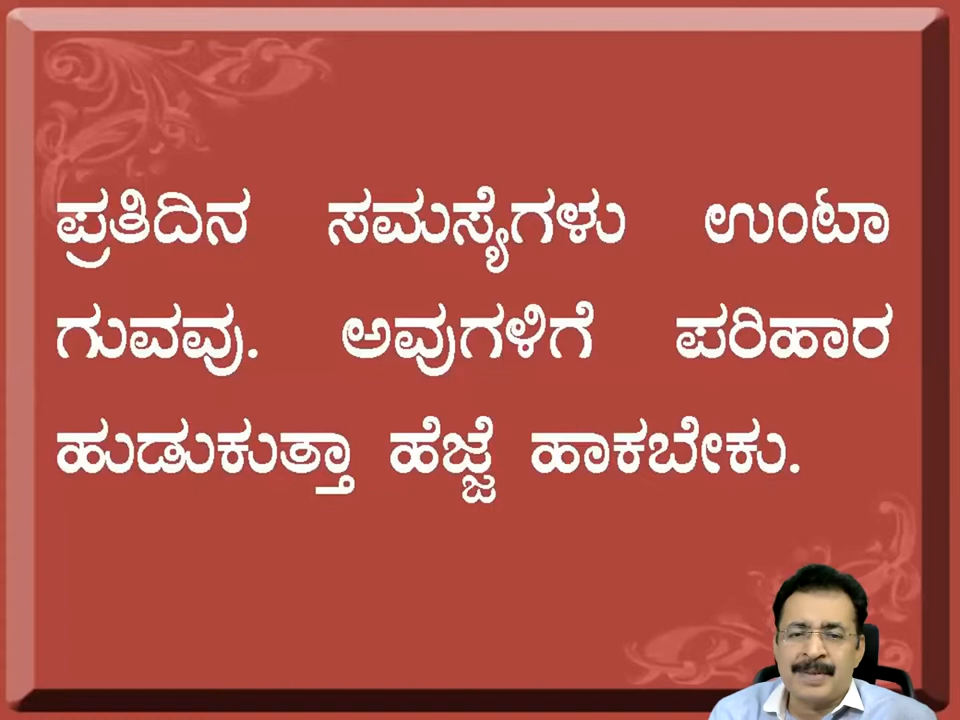 ಪ್ರತಿದಿನ ಸಮಸ್ಯೆಗಳು ಉಂಟಾ
ಗುವವು. ಅವುಗಳಿಗೆ ಪರಿಹಾರ
ಹುಡುಕುತ್ತಾ ಹೆಜ್ಜೆ ಹಾಕಬೇಕು.